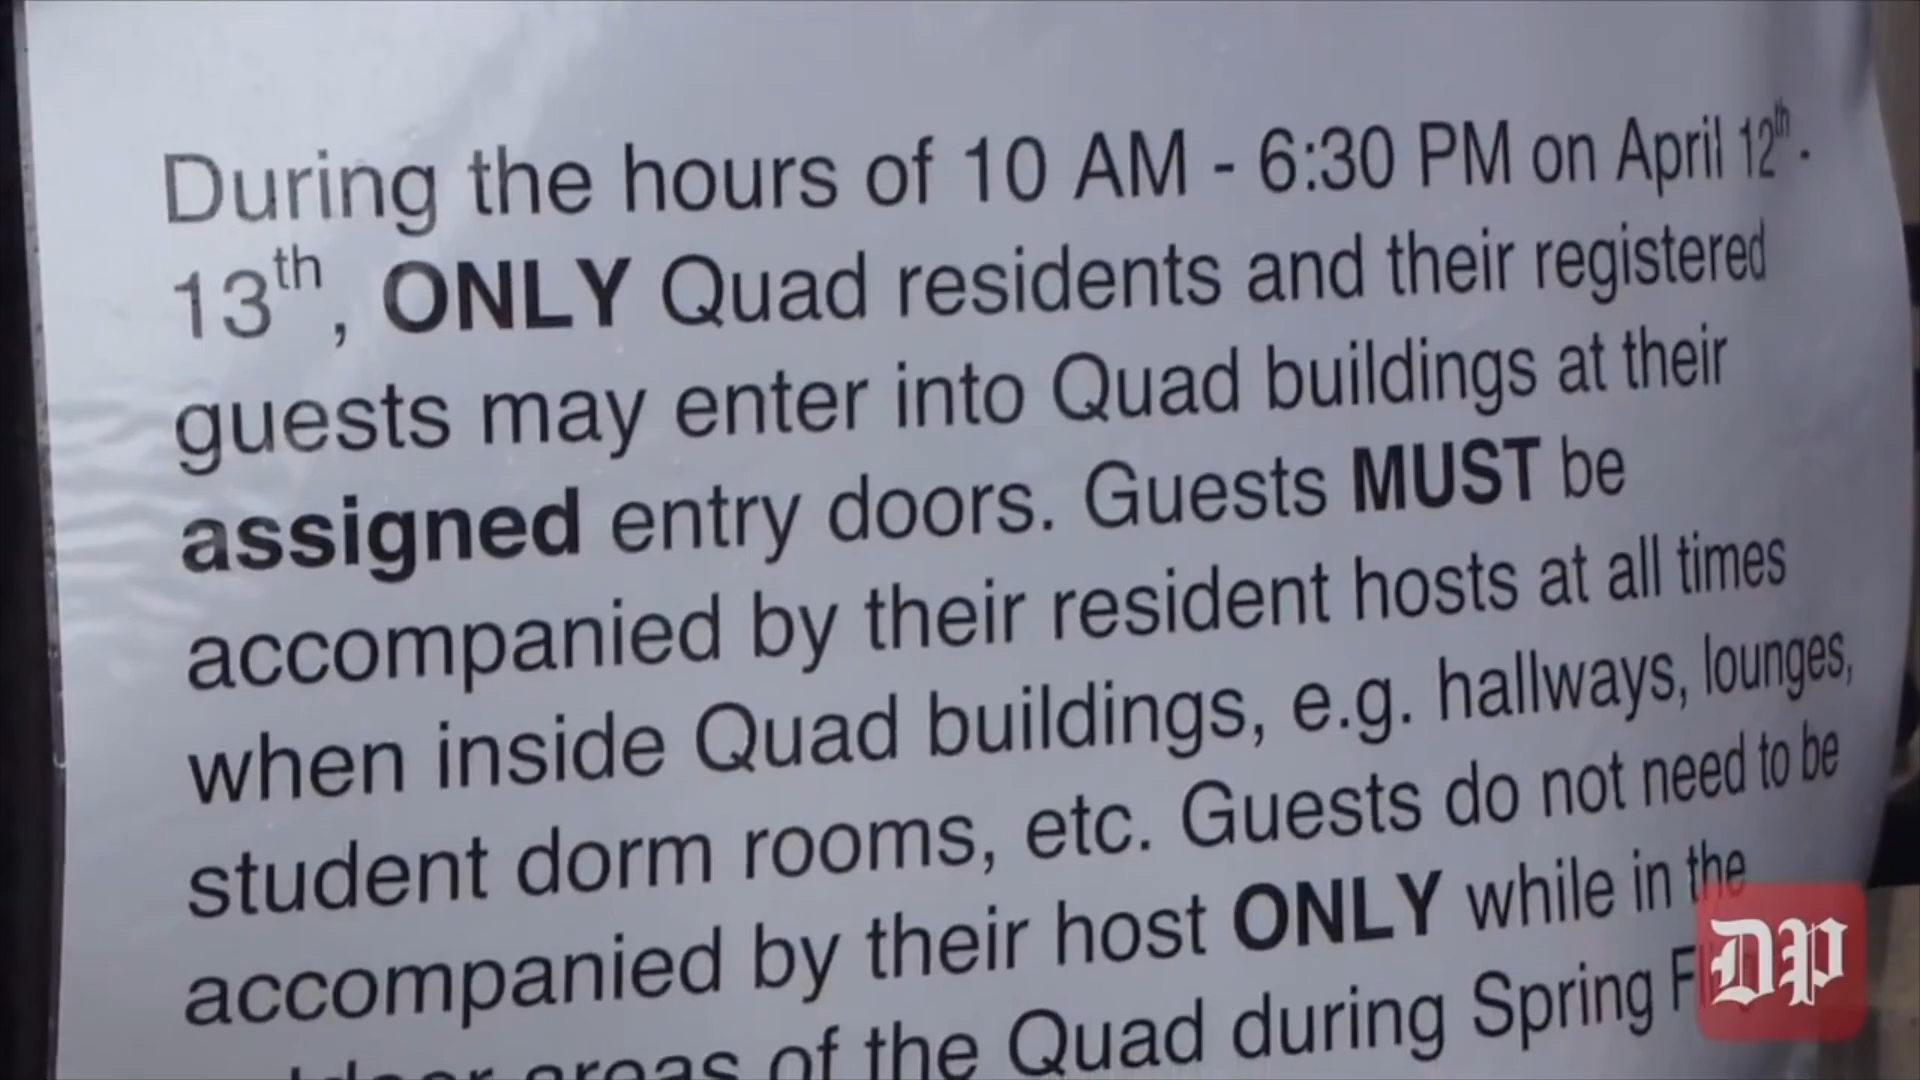 During the hours of 10 AM - 6:30 PM on April 12th -
13th, ONLY Quad residents and their registered
guests may enter into Quad buildings at their
assigned entry doors. Guests MUST be
accompanied by their resident hosts at all times
when inside Quad buildings, e.g. hallways, lounges,
student dorm rooms, etc. Guests do not need to be
accompanied by their host ONLY while in the
areas of the Quad during Spring
DP